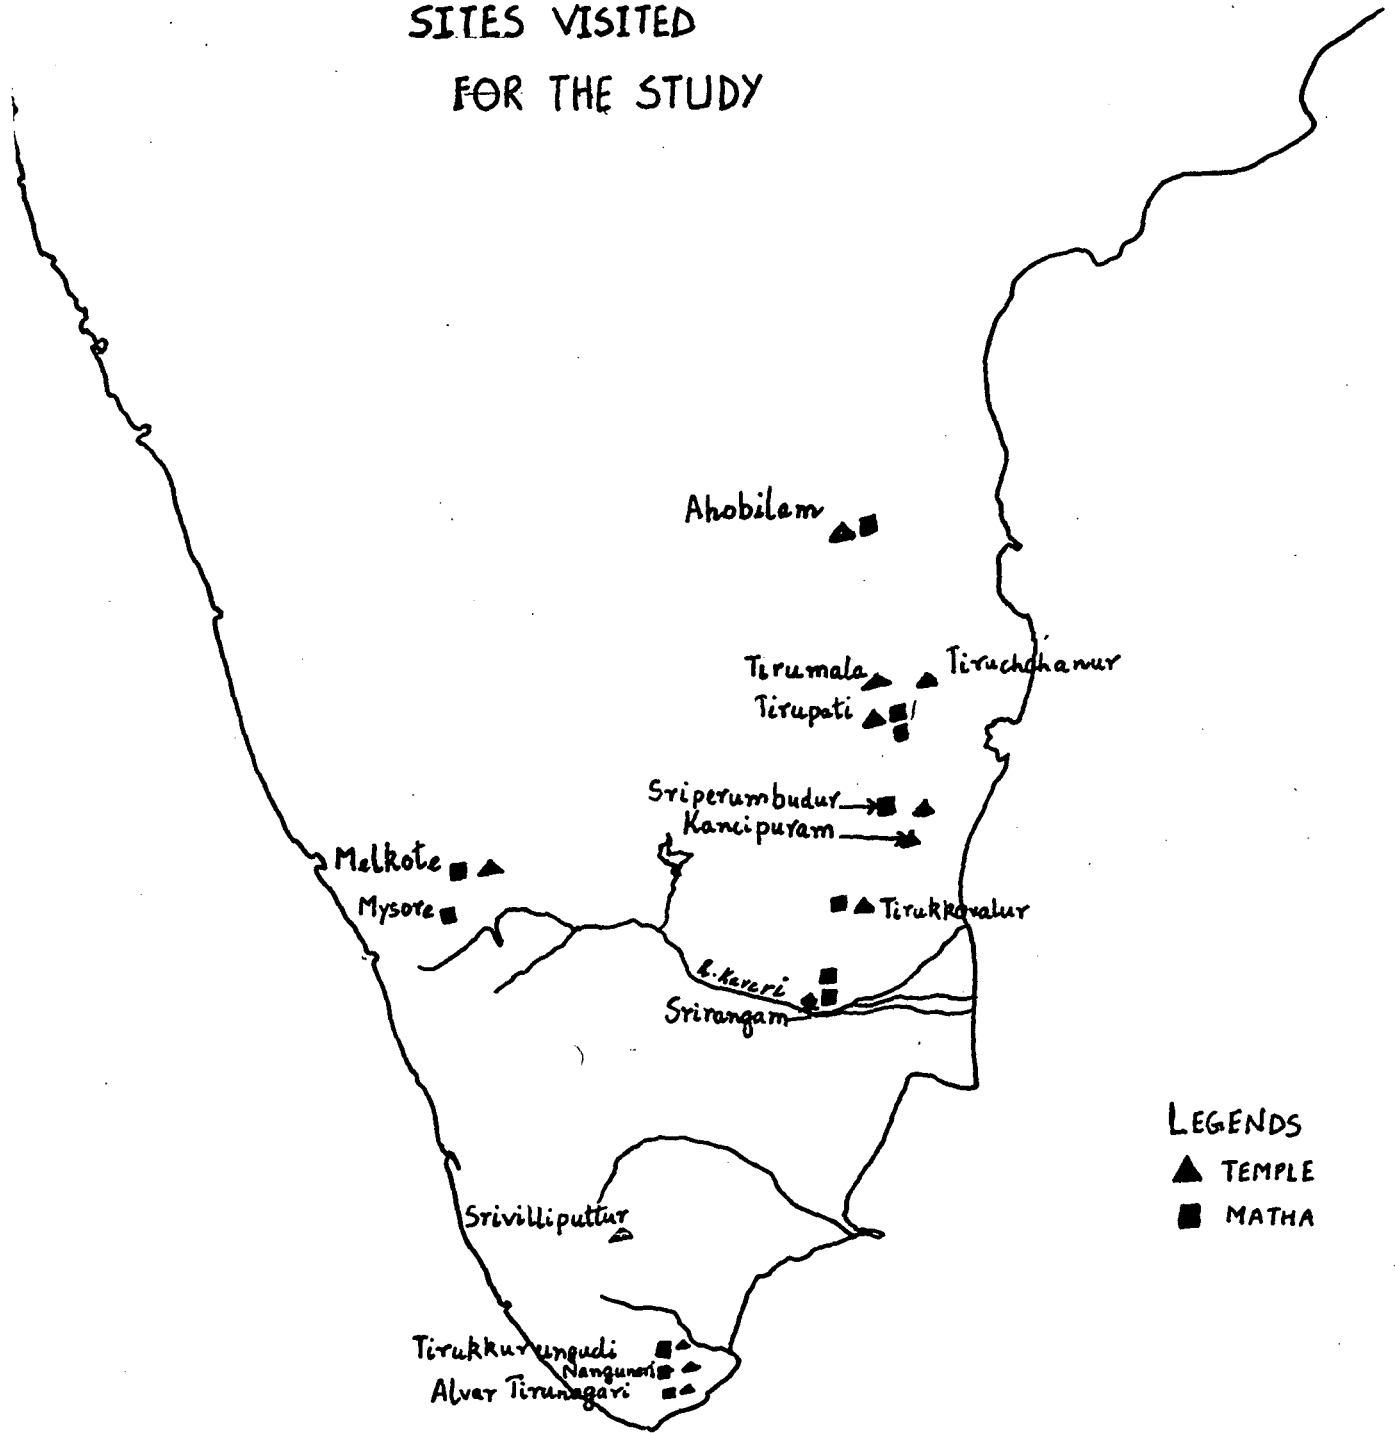 SITES VISITED
FOR THE STUDY
Ahobilam
Tirumala
Tiruchchanur
Tirupati
Sriperumbudur
Kancipuram
Melkote
Mysore
Tirukkovalur
R. Kaveri
Srirangam
LEGENDS
TEMPLE
MATHA
Srivilliputtur
Tirukkurungudi
Nanguneri
Alvar Tirunagari